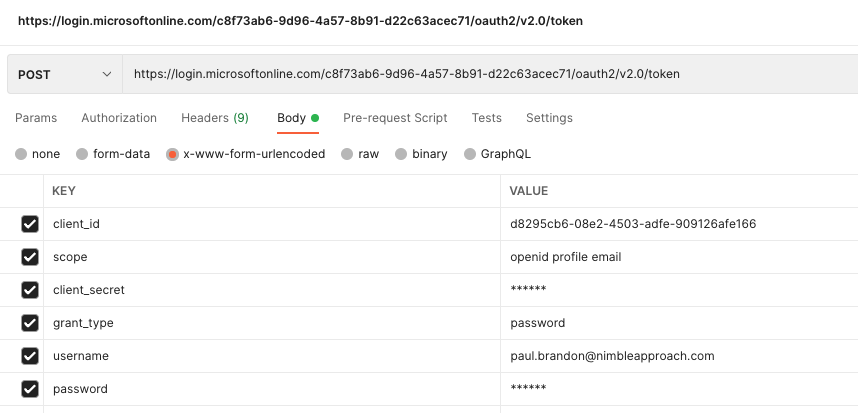 https://login.microsoftonline.com/c8f73ab6-9d96-4a57-8b91-d22c63acec71/oauth2/v2.0/token
POST https://login.microsoftonline.com/c8f73ab6-9d96-4a57-8b91-d22c63acec71/oauth2/v2.0/token
Params Authorization Headers (9) Body Pre-request Script Tests Settings
none form-data x-www-form-urlencoded raw binary GraphQL
KEY VALUE
client_id d8295cb6-08e2-4503-adfe-909126afe166
scope openid profile email
client_secret ******
grant_type password
username paul.brandon@nimbleapproach.com
password ******